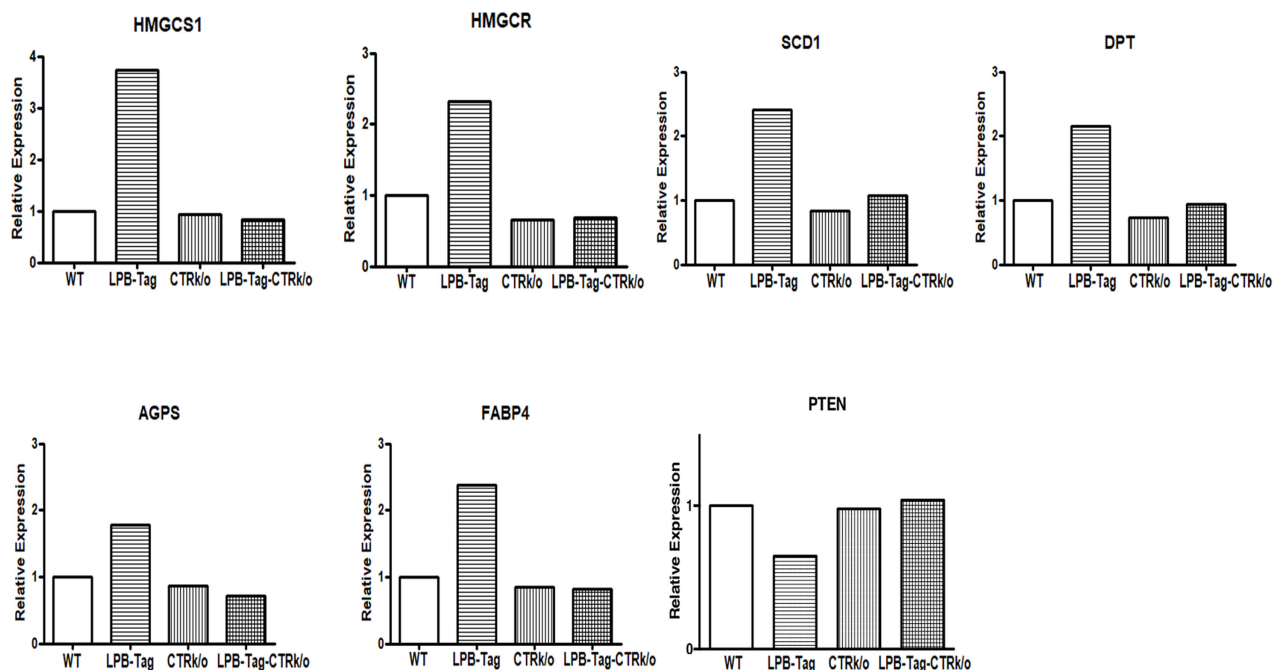 HMGCS1
Relative Expression
4
3
2
1
0
WT LPB-Tag CTRk/o LPB-Tag-CTRk/o
HMGCR
Relative Expression
3
2
1
0
WT LPB-Tag CTRk/o LPB-Tag-CTRk/o
SCD1
Relative Expression
3
2
1
0
WT LPB-Tag CTRk/o LPB-Tag-CTRk/o
DPT
Relative Expression
3
2
1
0
WT LPB-Tag CTRk/o LPB-Tag-CTRk/o
AGPS
Relative Expression
3
2
1
0
WT LPB-Tag CTRk/o LPB-Tag-CTRk/o
FABP4
Relative Expression
3
2
1
0
WT LPB-Tag CTRk/o LPB-Tag-CTRk/o
PTEN
Relative Expression
1
0
WT LPB-Tag CTRk/o LPB-Tag-CTRk/o